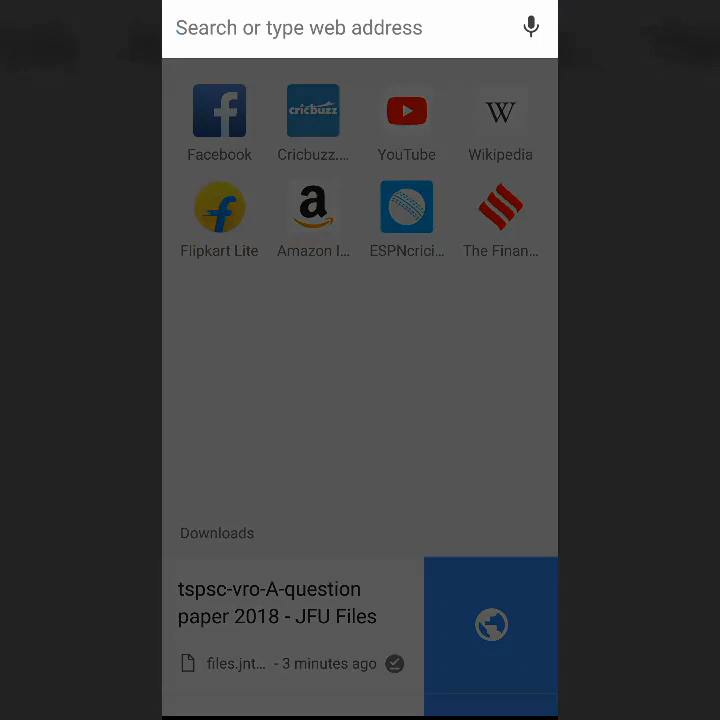 Search or type web address
cricbuzz
Facebook
Cricbuzz....
YouTube
W
Wikipedia
f
a
Flipkart Lite
Amazon I...
ESPNcrici...
The Finan...
Downloads
tspsc-vro-A-question
paper 2018 - JFU Files
files.jnt... - 3 minutes ago